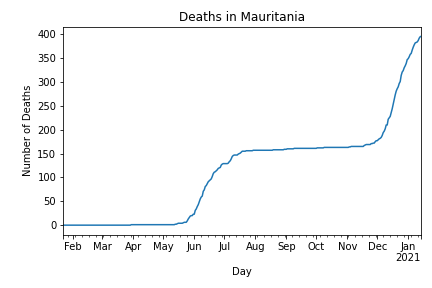 Deaths in Mauritania
400
350
300
250
200
150
100
50
0
Number of Deaths
Feb Mar Apr May Jun Jul Aug Sep Oct Nov Dec Jan
2021
Day